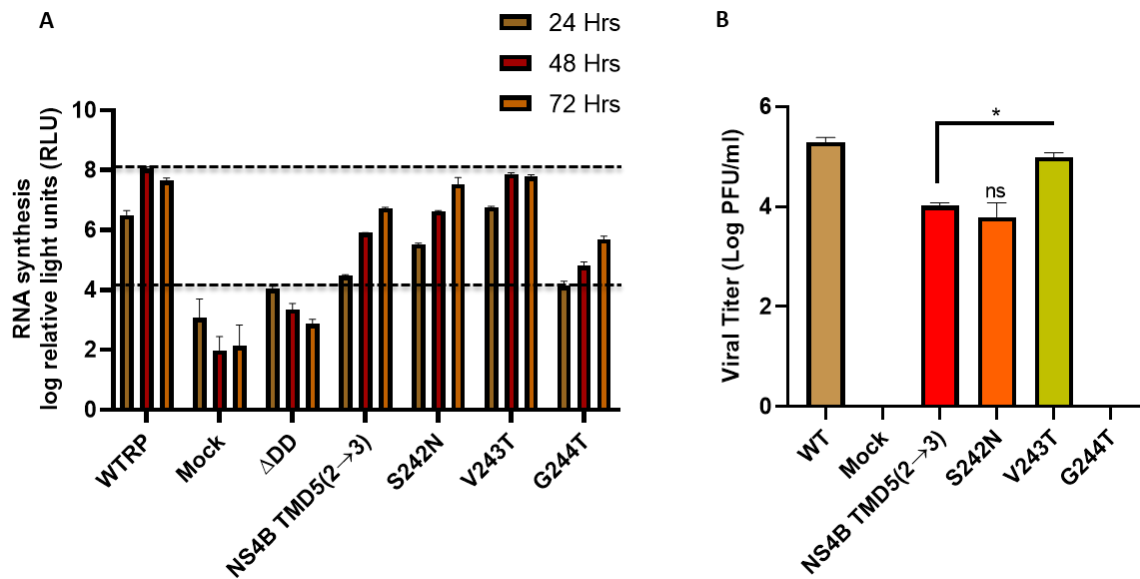 A
24 Hrs
48 Hrs
72 Hrs
RNA synthesis
log relative light units (RLU)
10
8
6
4
2
0
WTRP
Mock
ΔDD
NS4B TMD5(2→3)
S242N
V243T
G244T
B
Viral Titer (Log PFU/ml)
6
4
2
0
*
ns
WT
Mock
NS4B TMD5(2→3)
S242N
V243T
G244T